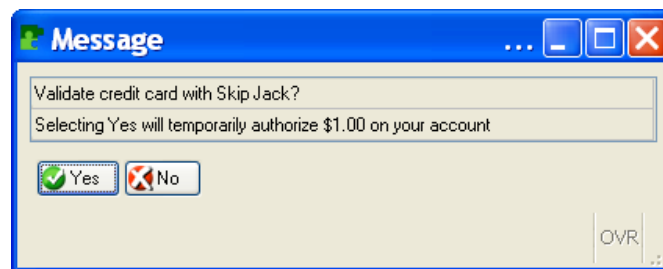 Message ...
Validate credit card with Skip Jack?
Selecting Yes will temporarily authorize $1.00 on your account
Yes No
OVR